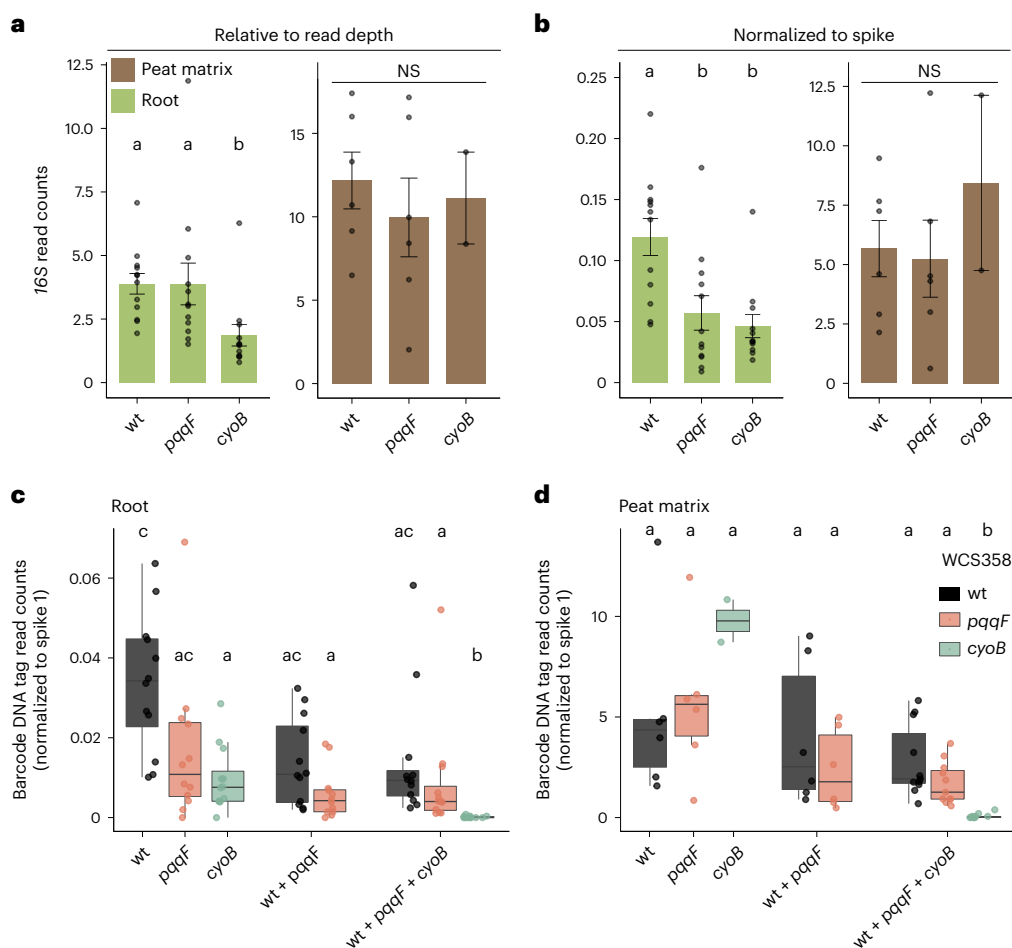 a
Relative to read depth
Peat matrix
Root
NS
16S read counts
12.5
10.0
7.5
5.0
2.5
0
a
a
b
15
10
5
0
wt
pqqF
cyoB
wt
pqqF
cyoB
b
Normalized to spike
0.25
0.20
0.15
0.10
0.05
0
a
b
b
NS
12.5
10.0
7.5
5.0
2.5
0
wt
pqqF
cyoB
wt
pqqF
cyoB
c
Root
Barcode DNA tag read counts
(normalized to spike 1)
0.06
0.04
0.02
0
c
ac
a
ac
a
ac
a
b
wt
pqqF
cyoB
wt + pqqF
wt + pqqF + cyoB
d
Peat matrix
Barcode DNA tag read counts
(normalized to spike 1)
10
5
0
a
a
a
a
a
a
a
b
WCS358
wt
pqqF
cyoB
wt
pqqF
cyoB
wt + pqqF
wt + pqqF + cyoB